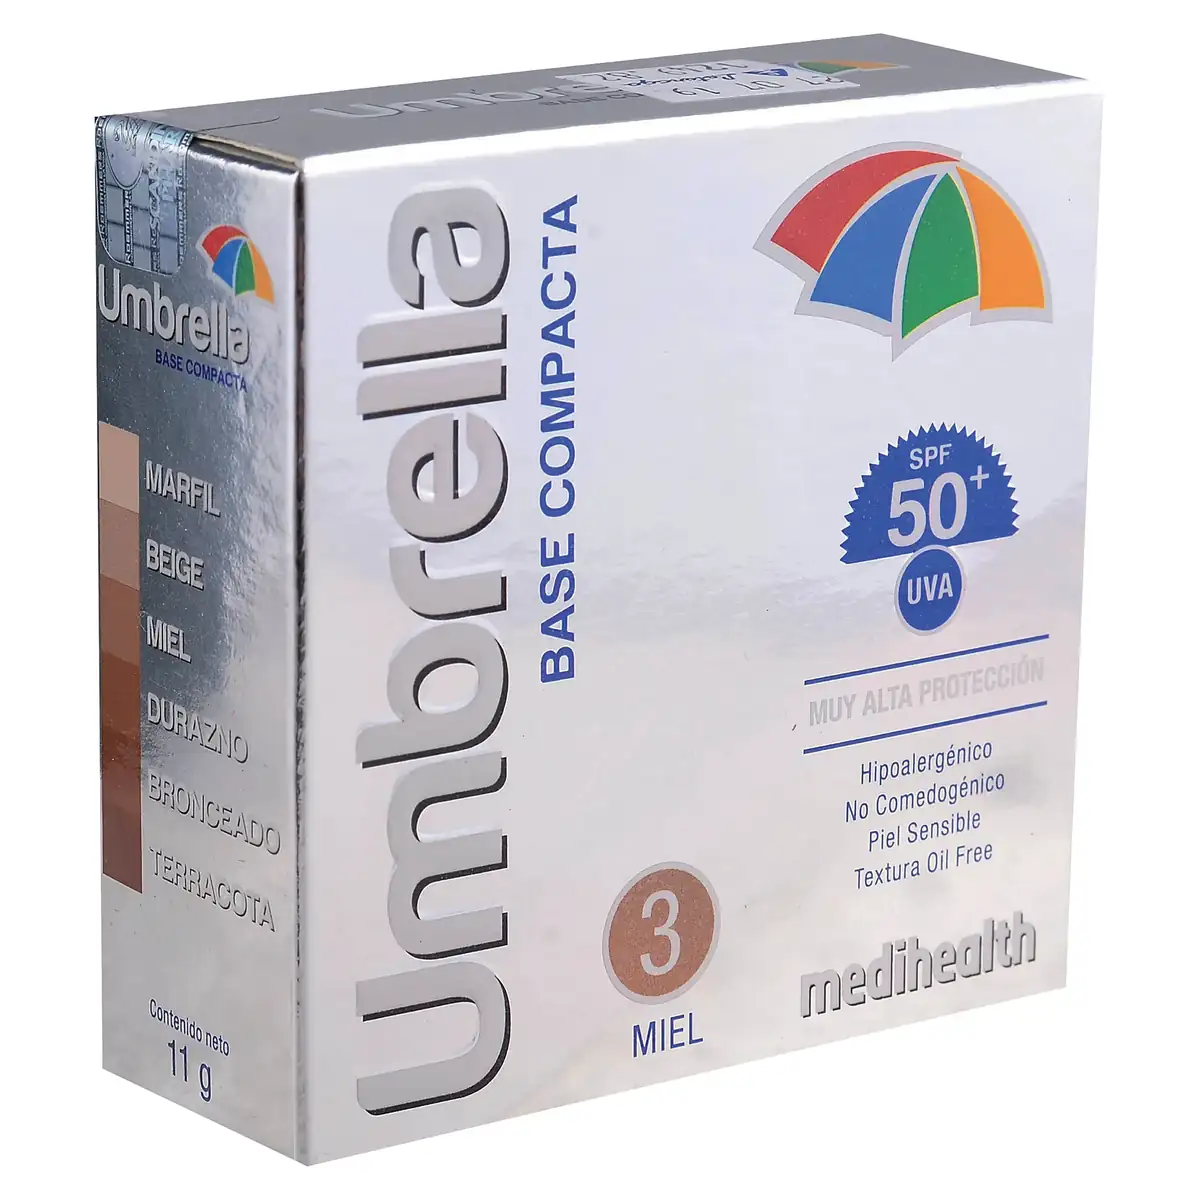 Umbrella
BASE COMPACTA
MARFIL
BEIGE
MIEL
DURAZNO
BRONCEADO
TERRACOTA
Contenido neto
11 g
Umbrella
BASE COMPACTA
SPF
50+
UVA
MUY ALTA PROTECCIÓN
Hipoalergénico
No Comedogénico
Piel Sensible
Textura Oil Free
3
MIEL
medihealth